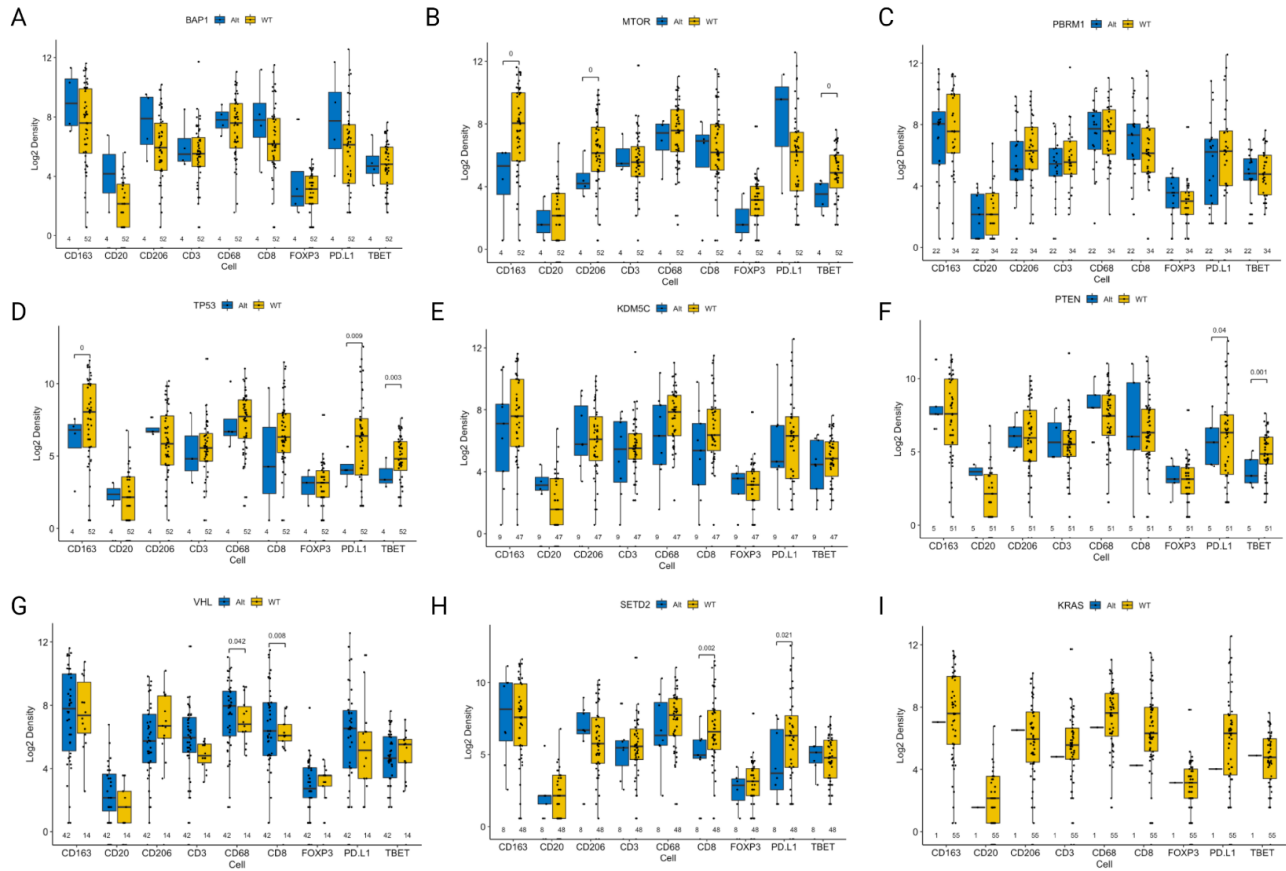 A
BAP1 Alt WT
Log2 Density
12
8
4
0
4 52 4 52 4 52 4 52 4 52 4 52 4 52 4 52 4 52
CD163 CD20 CD206 CD3 CD68 CD8 FOXP3 PD.L1 TBET
Cell
B
MTOR Alt WT
Log2 Density
12
8
4
0
0 0 0
4 52 4 52 4 52 4 52 4 52 4 52 4 52 4 52 4 52
CD163 CD20 CD206 CD3 CD68 CD8 FOXP3 PD.L1 TBET
Cell
C
PBRM1 Alt WT
Log2 Density
12
8
4
0
22 34 22 34 22 34 22 34 22 34 22 34 22 34 22 34 22 34
CD163 CD20 CD206 CD3 CD68 CD8 FOXP3 PD.L1 TBET
Cell
D
TP53 Alt WT
Log2 Density
10
5
0
0 0.009 0.003
4 52 4 52 4 52 4 52 4 52 4 52 4 52 4 52 4 52
CD163 CD20 CD206 CD3 CD68 CD8 FOXP3 PD.L1 TBET
Cell
E
KDM5C Alt WT
Log2 Density
12
8
4
0
9 47 9 47 9 47 9 47 9 47 9 47 9 47 9 47 9 47
CD163 CD20 CD206 CD3 CD68 CD8 FOXP3 PD.L1 TBET
Cell
F
PTEN Alt WT
Log2 Density
10
5
0
0.04 0.001
5 51 5 51 5 51 5 51 5 51 5 51 5 51 5 51 5 51
CD163 CD20 CD206 CD3 CD68 CD8 FOXP3 PD.L1 TBET
Cell
G
VHL Alt WT
Log2 Density
12
8
4
0
0.042 0.008
42 14 42 14 42 14 42 14 42 14 42 14 42 14 42 14 42 14
CD163 CD20 CD206 CD3 CD68 CD8 FOXP3 PD.L1 TBET
Cell
H
SETD2 Alt WT
Log2 Density
10
5
0
0.002 0.021
8 48 8 48 8 48 8 48 8 48 8 48 8 48 8 48 8 48
CD163 CD20 CD206 CD3 CD68 CD8 FOXP3 PD.L1 TBET
Cell
I
KRAS Alt WT
Log2 Density
12
8
4
0
1 55 1 55 1 55 1 55 1 55 1 55 1 55 1 55 1 55
CD163 CD20 CD206 CD3 CD68 CD8 FOXP3 PD.L1 TBET
Cell